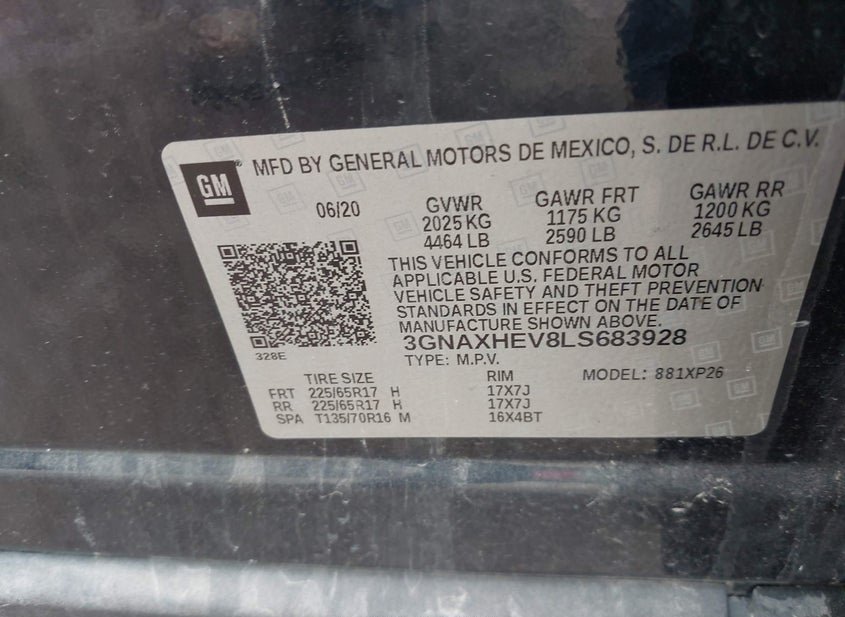 GM
MFD BY GENERAL MOTORS DE MEXICO, S. DE R.L. DE C.V.
06/20
GVWR GAWR FRT GAWR RR
2025 KG 1175 KG 1200 KG
4464 LB 2590 LB 2645 LB
THIS VEHICLE CONFORMS TO ALL
APPLICABLE U.S. FEDERAL MOTOR
VEHICLE SAFETY AND THEFT PREVENTION
STANDARDS IN EFFECT ON THE DATE OF
MANUFACTURE SHOWN ABOVE.
3GNAXHEV8LS683928
328E
TYPE: M.P.V.
TIRE SIZE RIM MODEL: 881XP26
FRT 225/65R17 H 17X7J
RR 225/65R17 H 17X7J
SPA T135/70R16 M 16X4BT